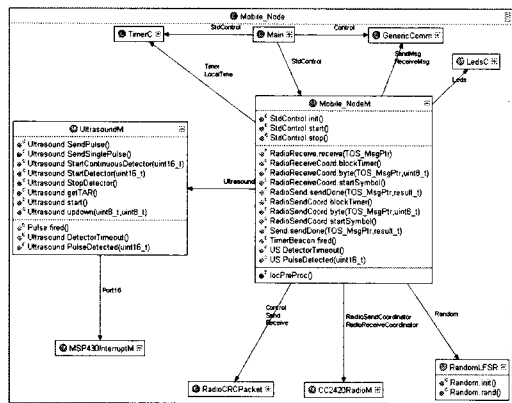 Mobile_Node
TimerC
Main
GenericComm
LedsC
StdControl
Control
StdControl
SendMsg
ReceiveMsg
Timer
LocalTime
Leds
Mobile_NodeM
StdControl init()
StdControl start()
StdControl stop()
RadioReceive.receive(TOS_MsgPtr)
RadioReceiveCoord.blockTimer()
RadioReceiveCoord.byte(TOS_MsgPtr,uint8_t)
RadioReceiveCoord.startSymbol()
RadioSend.sendDone(TOS_MsgPtr,result_t)
RadioSendCoord blockTimer()
RadioSendCoord byte(TOS_MsgPtr,uint8_t)
RadioSendCoord startSymbol()
Send.sendDone(TOS_MsgPtr,result_t)
TimerBeacon fired()
US DetectorTimeout()
US PulseDetected(uint16_t)
locPreProc()
UltrasoundM
Ultrasound SendPulse()
Ultrasound SendSinglePulse()
Ultrasound StartContinuousDetector(uint16_t)
Ultrasound StartDetector(uint16_t)
Ultrasound StopDetector()
Ultrasound getTAR()
Ultrasound start()
Ultrasound updown(uint8_t,uint8_t)
Pulse fired()
Ultrasound DetectorTimeout()
Ultrasound PulseDetected(uint16_t)
Ultrasound
Port16
MSP430InterruptM
Control
Send
Receive
RadioSendCoordinator
RadioReceiveCoordinator
Random
RadioCRCPacket
CC2420RadioM
RandomLFSR
Random.init()
Random.rand()